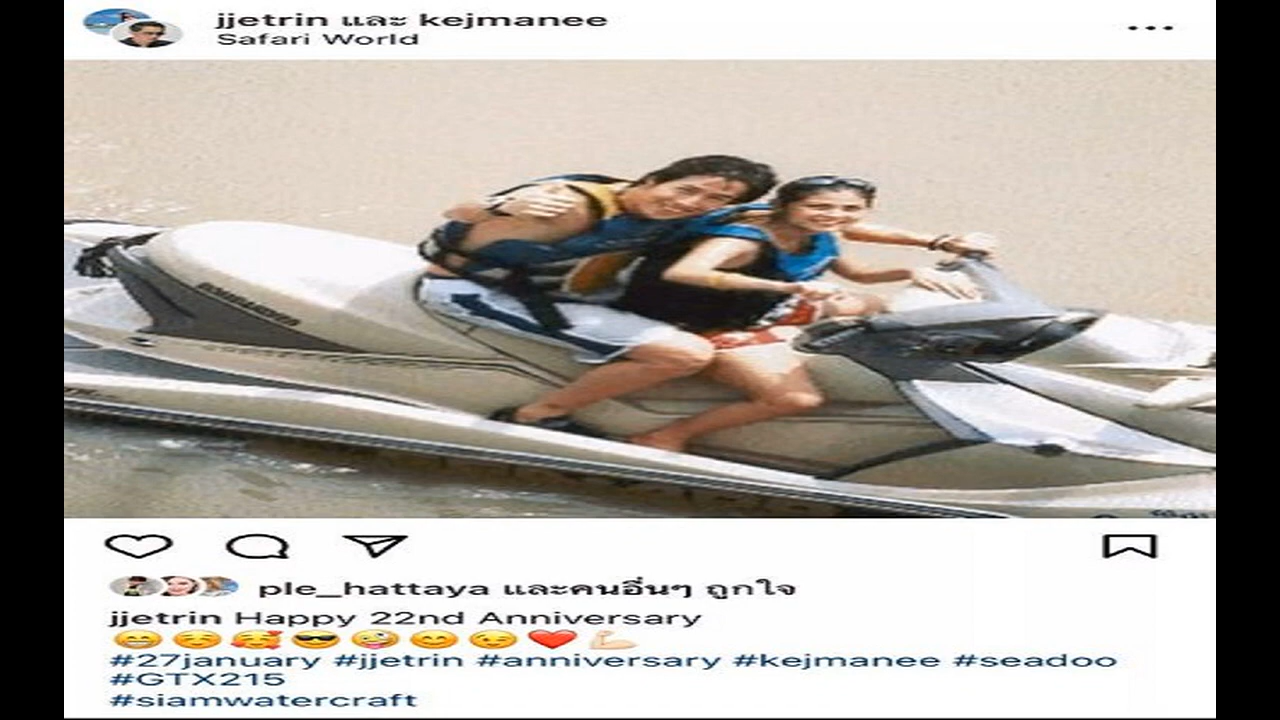 jjetrin และ kejmanee
Safari World
BOMBARDIER
ple_hattaya และคนอื่นๆ ถูกใจ
jjetrin Happy 22nd Anniversary
😁☺️🥰😎🤪😊😉❤️💪🏻
#27january #jjetrin #anniversary #kejmanee #seadoo
#GTX215
#siamwatercraft